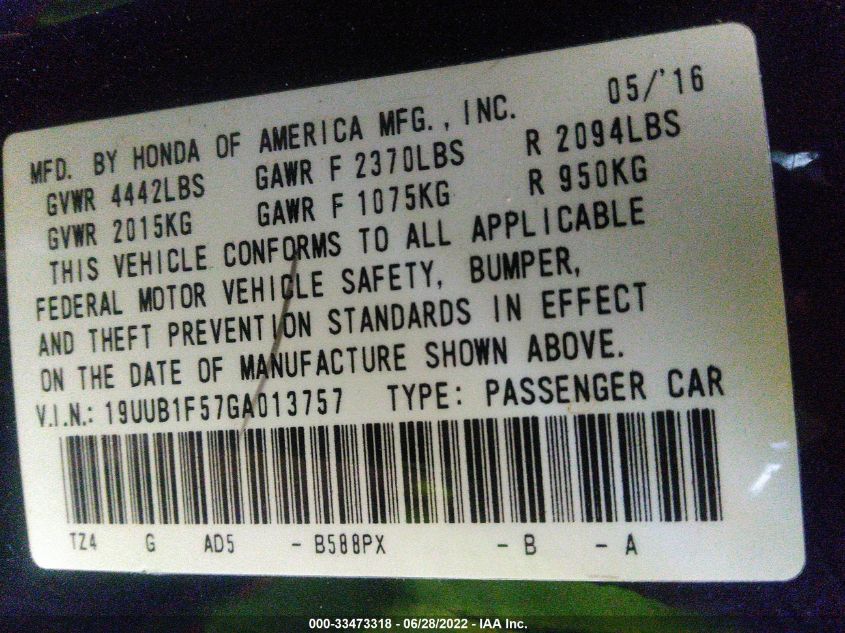 05/'16
MFD. BY HONDA OF AMERICA MFG., INC.
GVWR 4442LBS GAWR F 2370LBS R 2094LBS
GVWR 2015KG GAWR F 1075KG R 950KG
THIS VEHICLE CONFORMS TO ALL APPLICABLE
FEDERAL MOTOR VEHICLE SAFETY, BUMPER,
AND THEFT PREVENTION STANDARDS IN EFFECT
ON THE DATE OF MANUFACTURE SHOWN ABOVE.
V.I.N.: 19UUB1F57GA013757 TYPE: PASSENGER CAR
TZ4 G AD5 - B588PX - B - A
000-33473318 - 06/28/2022 - IAA Inc.